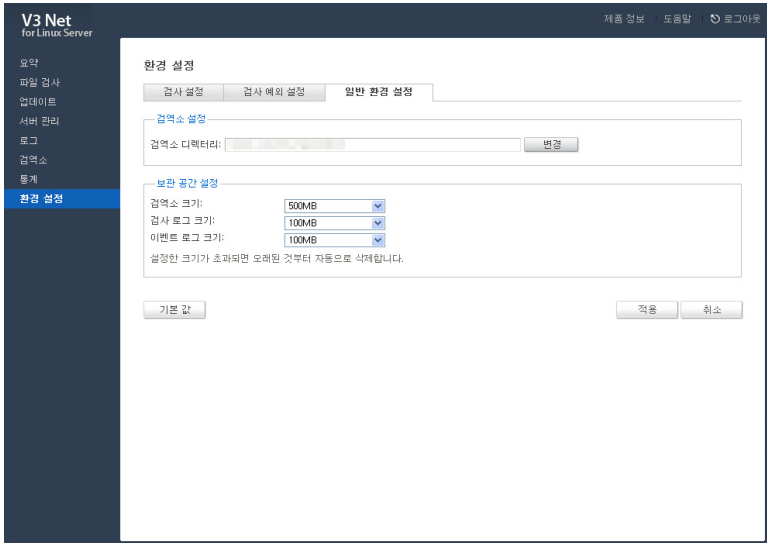 V3 Net
for Linux Server
제품 정보 도움말 로그아웃
요약
파일 검사
업데이트
서버 관리
로그
검역소
통계
환경 설정
환경 설정
검사 설정 검사 예외 설정 일반 환경 설정
검역소 설정
검역소 디렉터리: 변경
보관 공간 설정
검역소 크기: 500MB
검사 로그 크기: 100MB
이벤트 로그 크기: 100MB
설정한 크기가 초과되면 오래된 것부터 자동으로 삭제합니다.
기본 값 적용 취소